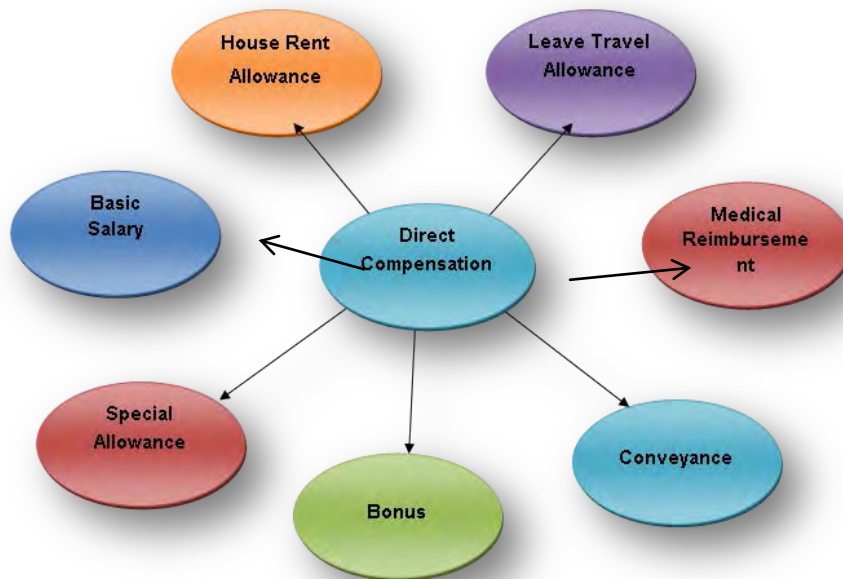 House Rent
Allowance
Leave Travel
Allowance
Basic
Salary
Direct
Compensation
Medical
Reimburseme
nt
Special
Allowance
Conveyance
Bonus